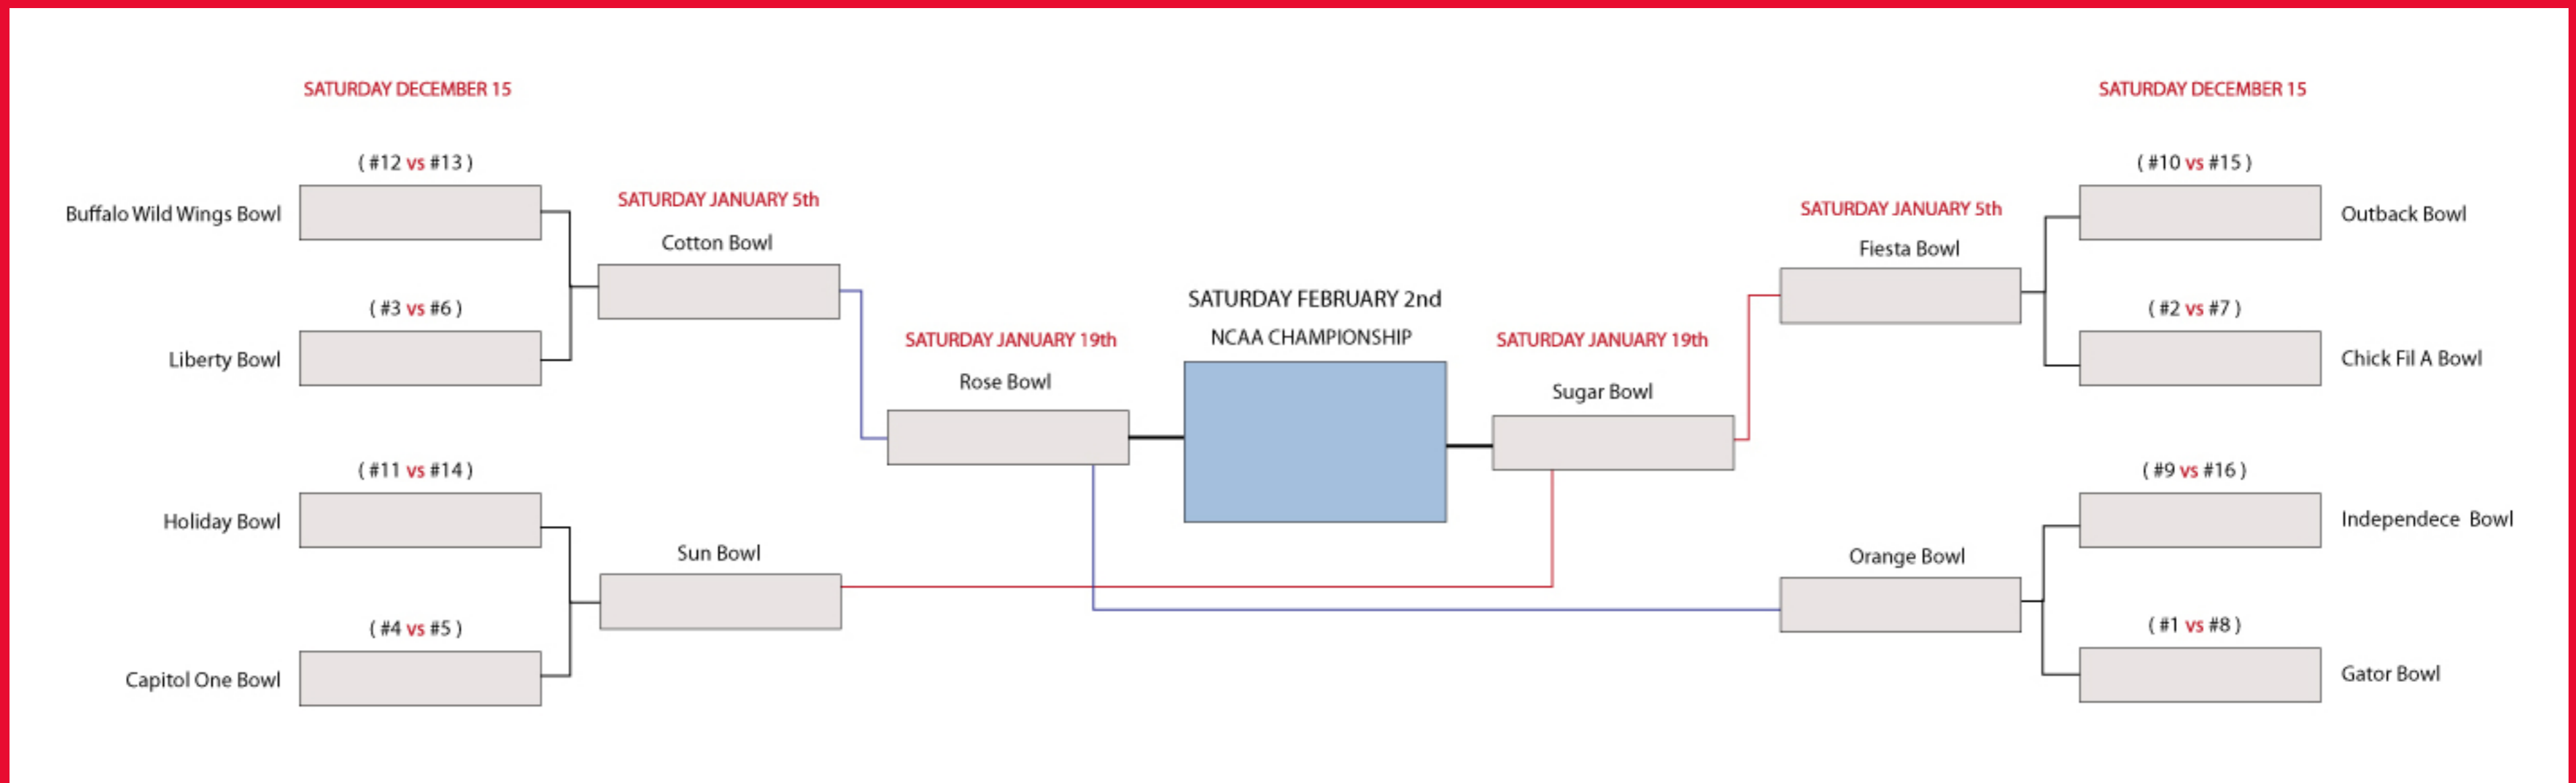 SATURDAY DECEMBER 15
( #12 vs #13 )
Buffalo Wild Wings Bowl
( #3 vs #6 )
Liberty Bowl
( #11 vs #14 )
Holiday Bowl
( #4 vs #5 )
Capitol One Bowl
SATURDAY JANUARY 5th
Cotton Bowl
Sun Bowl
SATURDAY JANUARY 19th
Rose Bowl
SATURDAY FEBRUARY 2nd
NCAA CHAMPIONSHIP
SATURDAY JANUARY 19th
Sugar Bowl
SATURDAY JANUARY 5th
Fiesta Bowl
Orange Bowl
SATURDAY DECEMBER 15
( #10 vs #15 )
Outback Bowl
( #2 vs #7 )
Chick Fil A Bowl
( #9 vs #16 )
Independece Bowl
( #1 vs #8 )
Gator Bowl